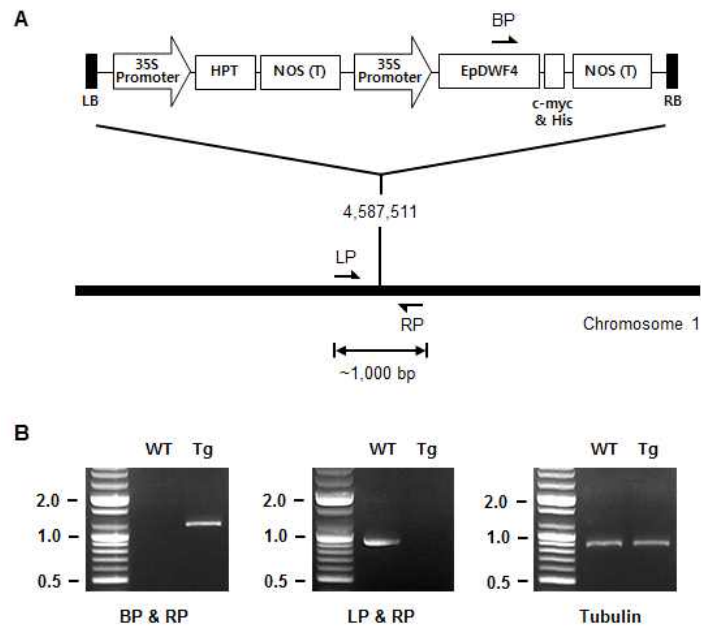 A
BP
35S
Promoter
HPT
NOS (T)
35S
Promoter
EpDWF4
NOS (T)
LB
c-myc
& His
RB
4,587,511
LP
RP
Chromosome 1
~1,000 bp
B
WT Tg
2.0
1.0
0.5
BP & RP
WT Tg
2.0
1.0
0.5
LP & RP
WT Tg
2.0
1.0
0.5
Tubulin